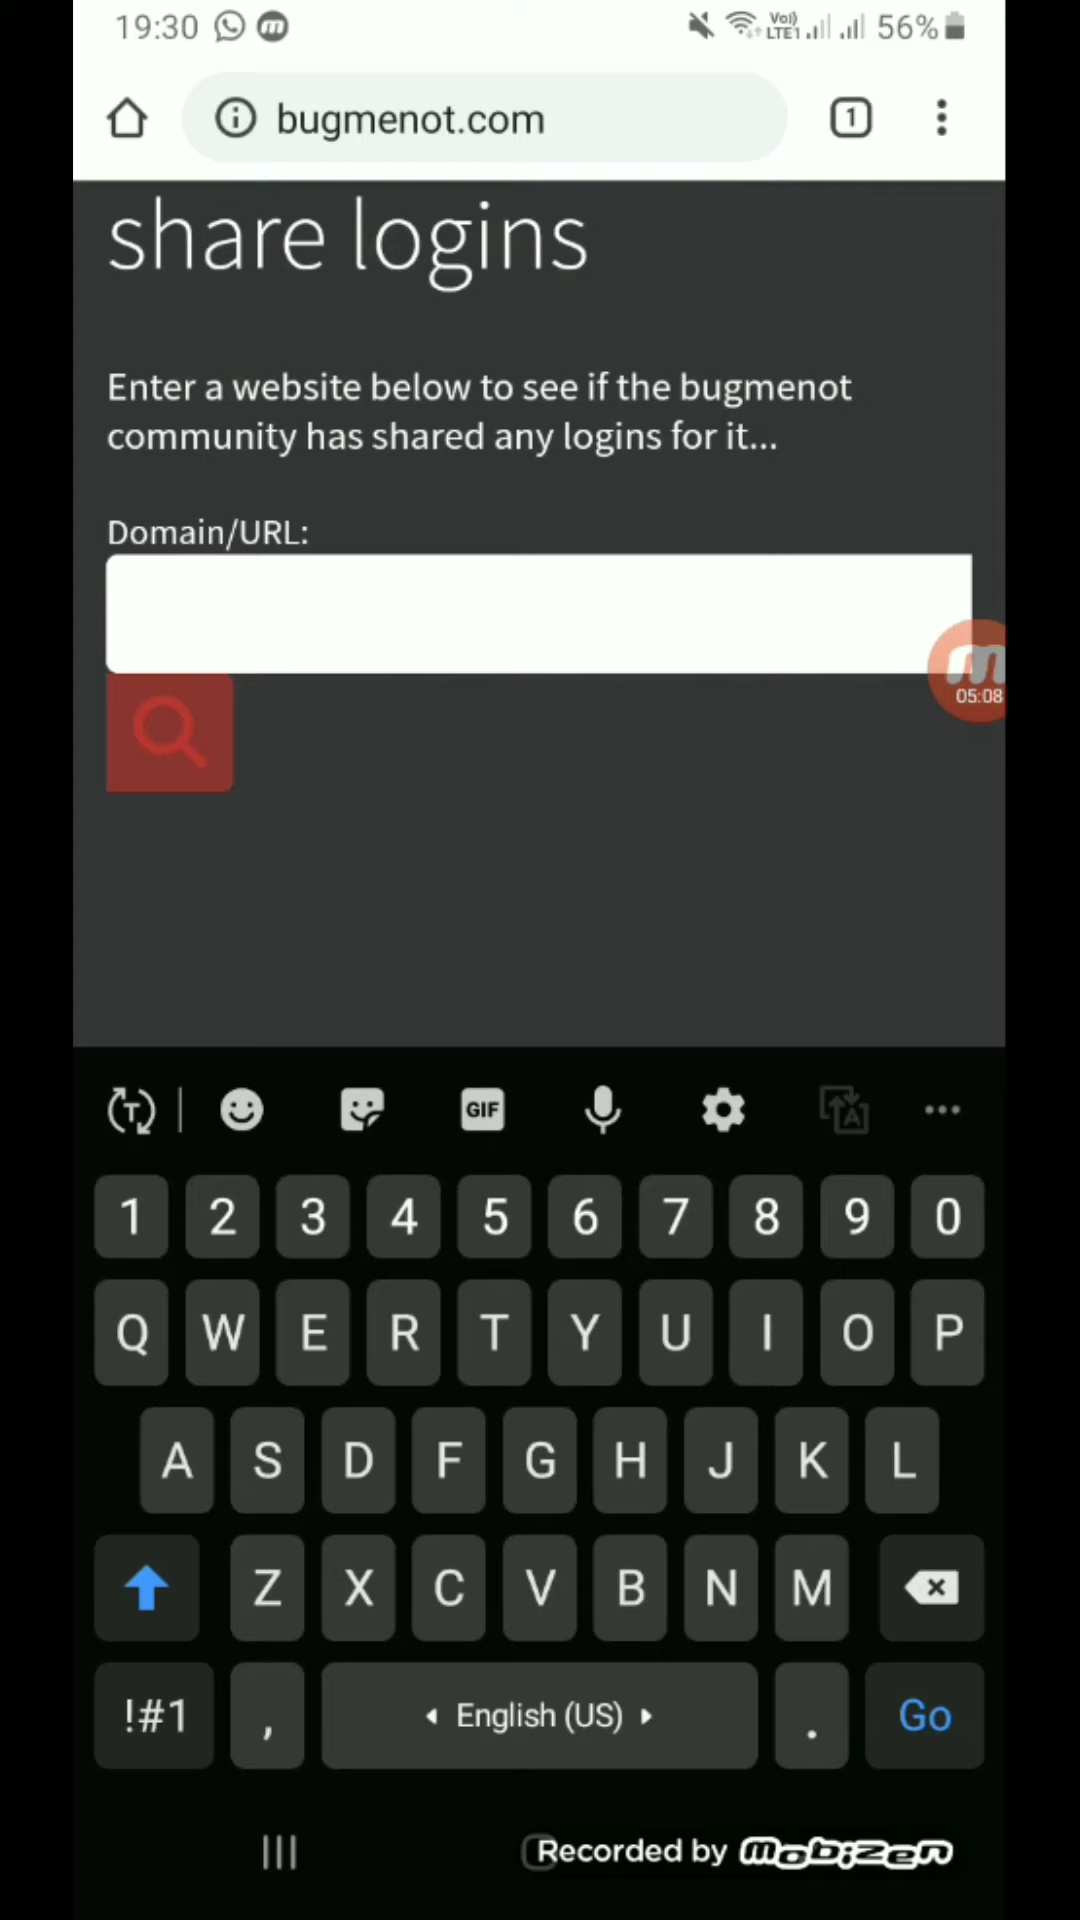 19:30 m Vo) LTE1 56%
bugmenot.com 1
share logins
Enter a website below to see if the bugmenot
community has shared any logins for it...
Domain/URL:
m
05:08
T GIF A
1 2 3 4 5 6 7 8 9 0
Q W E R T Y U I O P
A S D F G H J K L
Z X C V B N M
!#1 , English (US) . Go
Recorded by mobizen